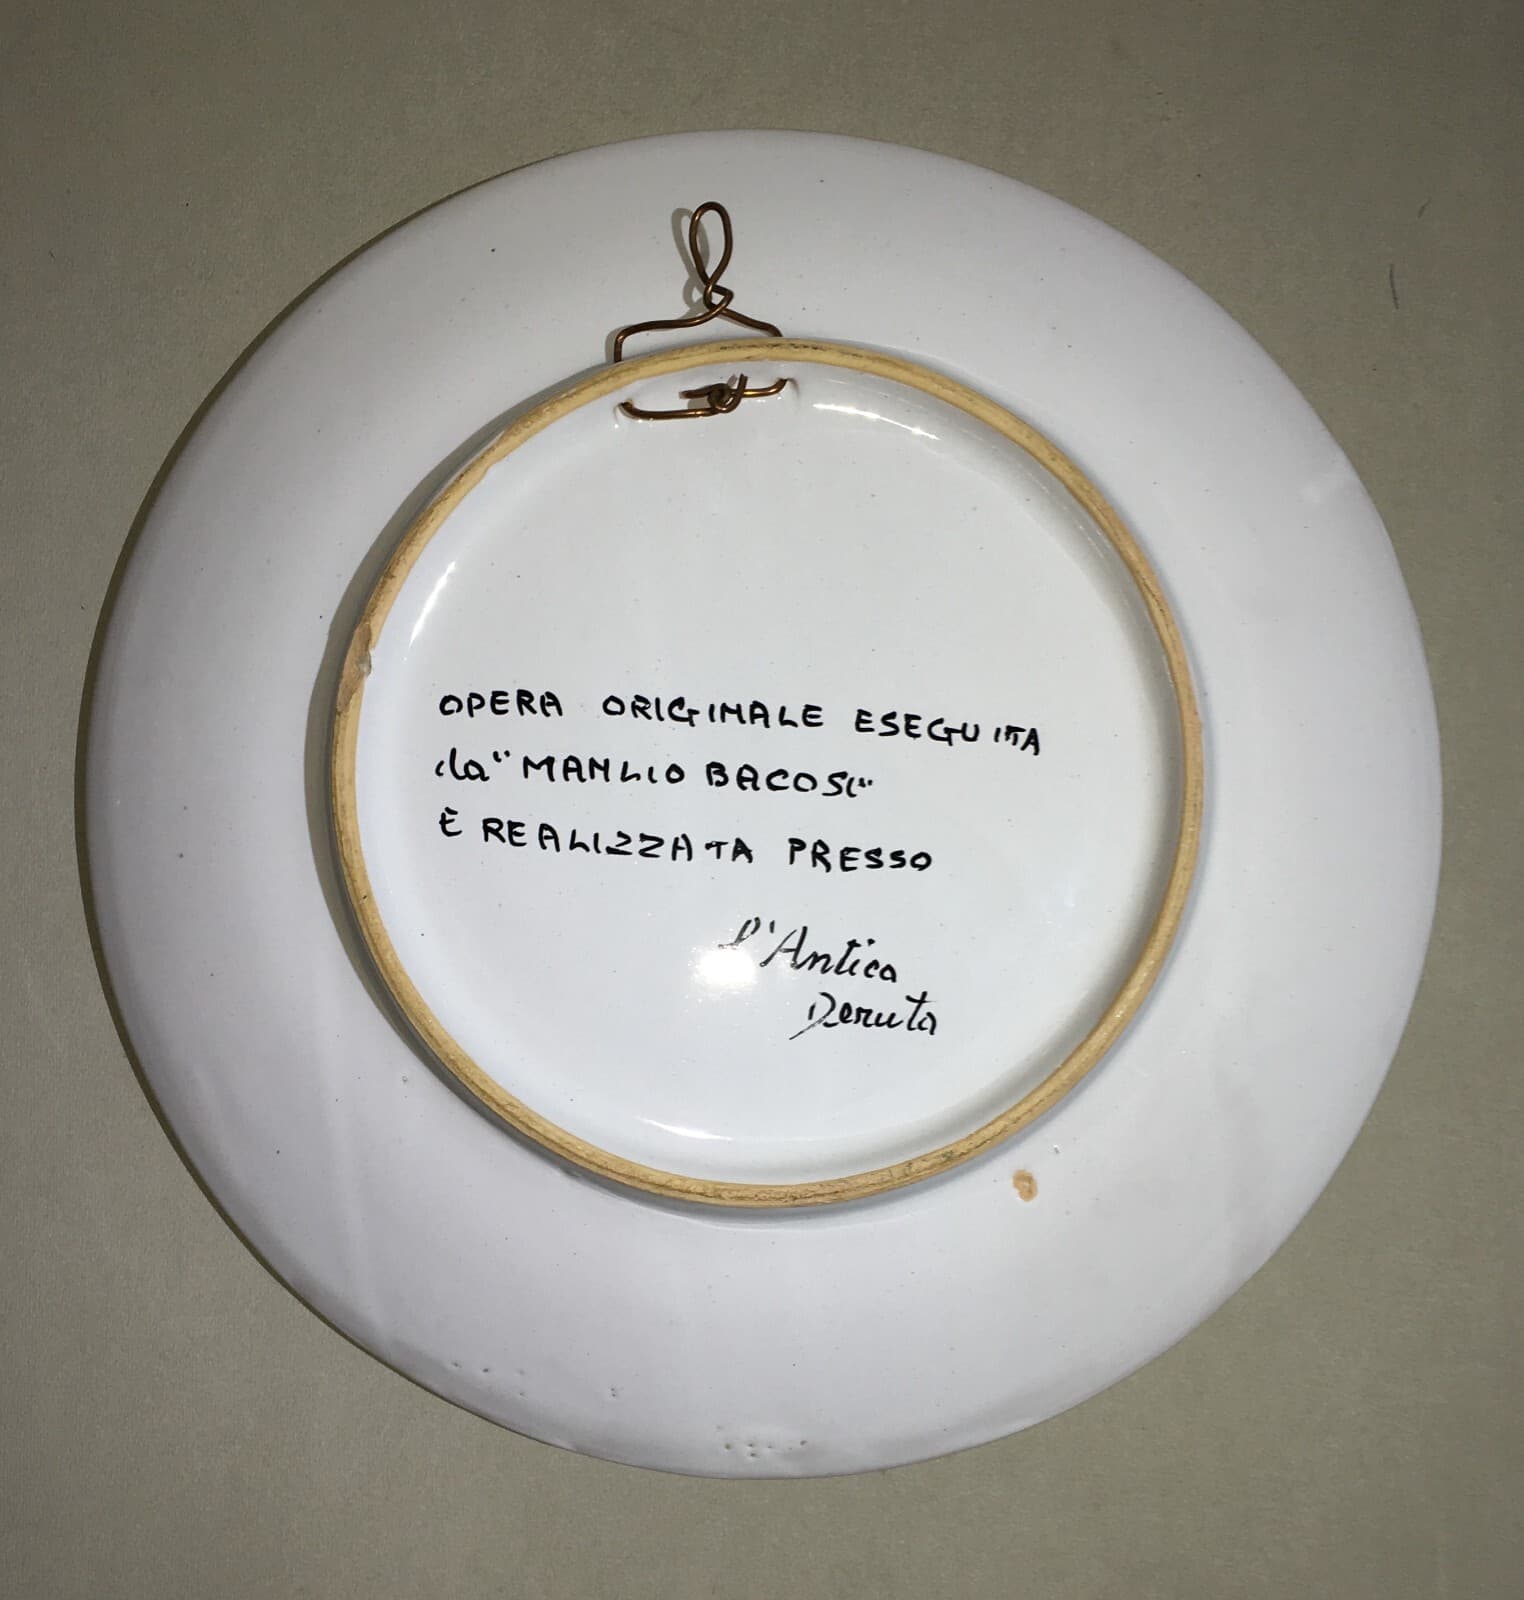 OPERA ORIGINALE ESEGUITA
da "MANLIO BACOSI"
È REALIZZATA PRESSO
l'Antica
Deruta